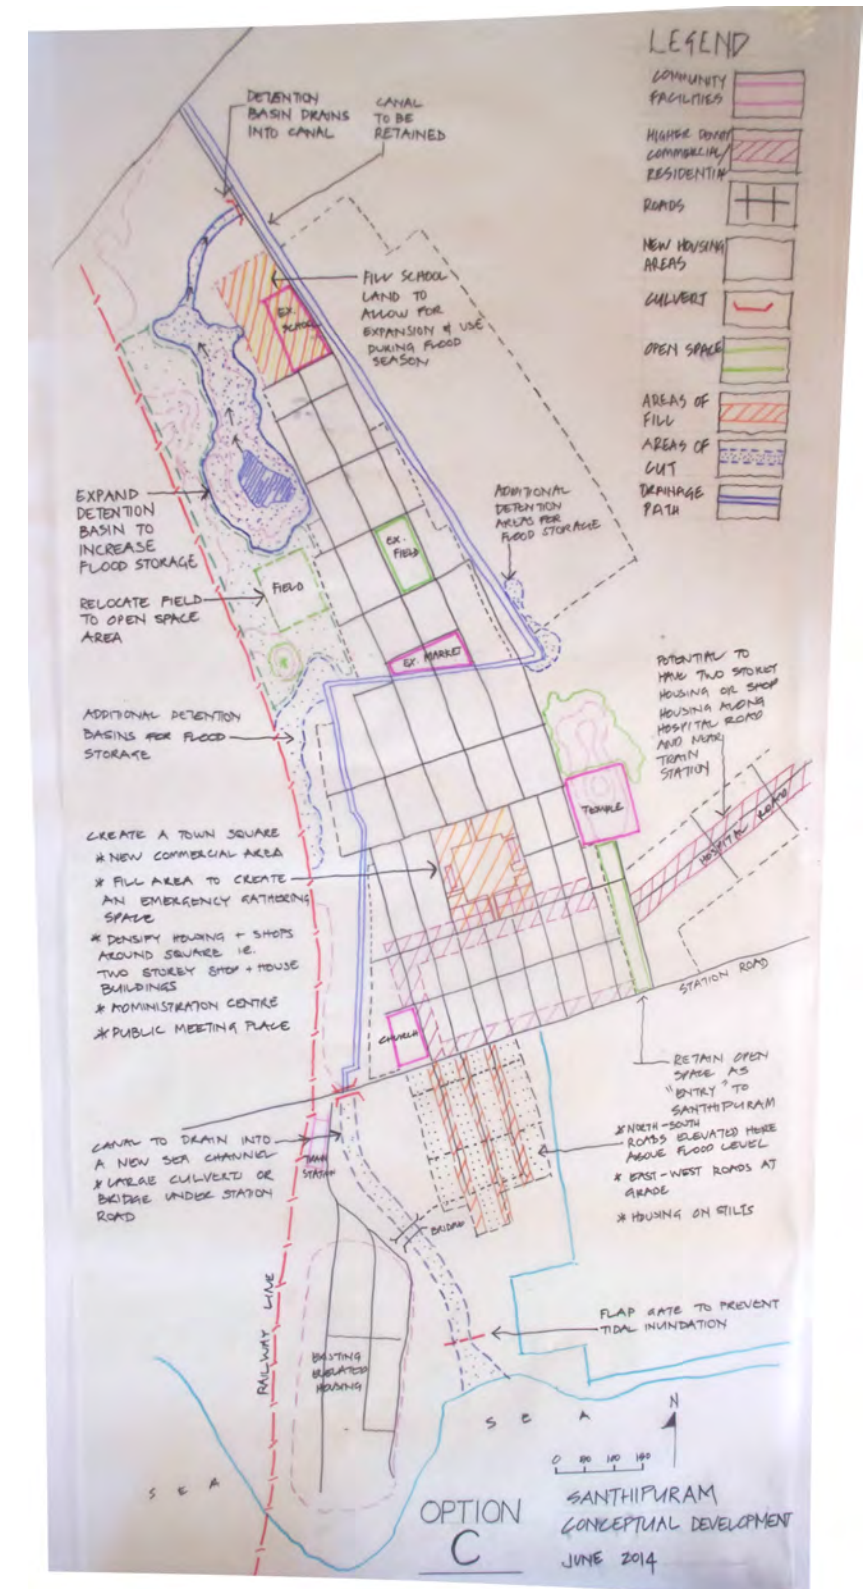 LEGEND
COMMUNITY
FACILITIES
HIGHER DENSITY
COMMERCIAL/
RESIDENTIAL
ROADS
NEW HOUSING
AREAS
CULVERT
OPEN SPACE
AREAS OF
FILL
AREAS OF
CUT
DRAINAGE
PATH
DETENTION
BASIN DRAINS
INTO CANAL
CANAL
TO BE
RETAINED
FILL SCHOOL
LAND TO
ALLOW FOR
EXPANSION & USE
DURING FLOOD
SEASON
EX.
SCHOOL
EXPAND
DETENTION
BASIN TO
INCREASE
FLOOD STORAGE
ADDITIONAL
DETENTION
AREAS FOR
FLOOD STORAGE
EX.
FIELD
FIELD
RELOCATE FIELD
TO OPEN SPACE
AREA
EX. MARKET
POTENTIAL TO
HAVE TWO STOREY
HOUSING OR SHOP
HOUSING ALONG
HOSPITAL ROAD
AND NEAR
TRAIN
STATION
ADDITIONAL DETENTION
BASINS FOR FLOOD
STORAGE
TEMPLE
HOSPITAL ROAD
CREATE A TOWN SQUARE
* NEW COMMERCIAL AREA
* FILL AREA TO CREATE
AN EMERGENCY GATHERING
SPACE
* DENSIFY HOUSING + SHOPS
AROUND SQUARE i.e.
TWO STOREY SHOP + HOUSE
BUILDINGS
* ADMINISTRATION CENTRE
* PUBLIC MEETING PLACE
STATION ROAD
CHURCH
RETAIN OPEN
SPACE AS
"ENTRY" TO
SANTHIPURAM
* NORTH-SOUTH
ROADS ELEVATED HERE
ABOVE FLOOD LEVEL
* EAST-WEST ROADS AT
GRADE
* HOUSING ON STILTS
CANAL TO DRAIN INTO
A NEW SEA CHANNEL
* LARGE CULVERT OR
BRIDGE UNDER STATION
ROAD
TRAIN
STATION
BRIDGE
RAILWAY LINE
FLAP GATE TO PREVENT
TIDAL INUNDATION
EXISTING
ELEVATED
HOUSING
SEA
SEA
N
OPTION
C
SANTHIPURAM
CONCEPTUAL DEVELOPMENT
JUNE 2014